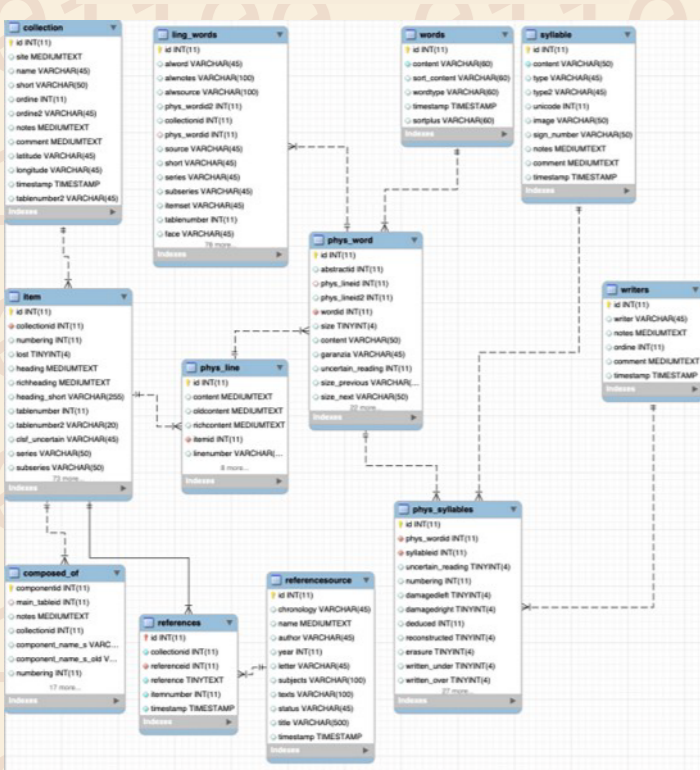 collection
id INT(11)
site MEDIUMTEXT
name VARCHAR(45)
short VARCHAR(50)
ordine INT(11)
ordine2 VARCHAR(45)
notes MEDIUMTEXT
comment MEDIUMTEXT
latitude VARCHAR(45)
longitude VARCHAR(45)
timestamp TIMESTAMP
tablenumber2 VARCHAR(45)
Indexes
ling_words
id INT(11)
alword VARCHAR(45)
alwnotes VARCHAR(100)
alwsource VARCHAR(100)
phys_wordid2 INT(11)
collectionid INT(11)
phys_wordid INT(11)
source VARCHAR(45)
short VARCHAR(45)
series VARCHAR(45)
subseries VARCHAR(45)
itemset VARCHAR(45)
tablenumber INT(11)
face VARCHAR(45)
78 more...
Indexes
words
id INT(11)
content VARCHAR(60)
sort_content VARCHAR(60)
wordtype VARCHAR(60)
timestamp TIMESTAMP
sortplus VARCHAR(60)
Indexes
syllable
id INT(11)
content VARCHAR(50)
type VARCHAR(45)
type2 VARCHAR(45)
unicode INT(11)
image VARCHAR(50)
sign_number VARCHAR(50)
notes MEDIUMTEXT
comment MEDIUMTEXT
timestamp TIMESTAMP
Indexes
phys_word
id INT(11)
abstractid INT(11)
phys_lineid INT(11)
phys_lineid2 INT(11)
wordid INT(11)
size TINYINT(4)
content VARCHAR(50)
garanzia VARCHAR(45)
uncertain_reading INT(11)
size_previous VARCHAR(...
size_next VARCHAR(50)
22 more...
Indexes
writers
id INT(11)
writer VARCHAR(45)
notes MEDIUMTEXT
ordine INT(11)
comment MEDIUMTEXT
timestamp TIMESTAMP
Indexes
item
id INT(11)
collectionid INT(11)
numbering INT(11)
lost TINYINT(4)
heading MEDIUMTEXT
richheading MEDIUMTEXT
heading_short VARCHAR(255)
tablenumber INT(11)
tablenumber2 VARCHAR(20)
clsf_uncertain VARCHAR(45)
series VARCHAR(50)
subseries VARCHAR(50)
73 more...
Indexes
phys_line
id INT(11)
content MEDIUMTEXT
oldcontent MEDIUMTEXT
richcontent MEDIUMTEXT
itemid INT(11)
linenumber VARCHAR(...
8 more...
Indexes
phys_syllables
id INT(11)
phys_wordid INT(11)
syllableid INT(11)
uncertain_reading TINYINT(4)
numbering INT(11)
damagedleft TINYINT(4)
damagedright TINYINT(4)
deduced INT(11)
reconstructed TINYINT(4)
erasure TINYINT(4)
written_under TINYINT(4)
written_over TINYINT(4)
27 more...
Indexes
composed_of
componentid INT(11)
main_tableid INT(11)
notes MEDIUMTEXT
collectionid INT(11)
component_name_s VARC...
component_name_s_old V...
numbering INT(11)
17 more...
Indexes
references
id INT(11)
collectionid INT(11)
referenceid INT(11)
reference TINYTEXT
itemnumber INT(11)
timestamp TIMESTAMP
Indexes
referencesource
id INT(11)
chronology VARCHAR(45)
name MEDIUMTEXT
author VARCHAR(45)
year INT(11)
letter VARCHAR(45)
subjects VARCHAR(100)
texts VARCHAR(100)
status VARCHAR(45)
title VARCHAR(500)
timestamp TIMESTAMP
Indexes